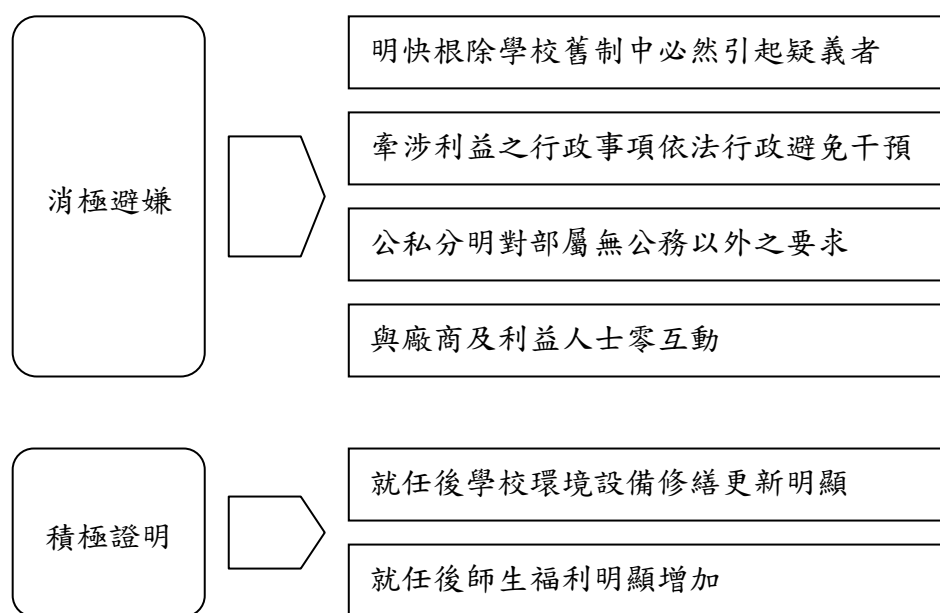 消極避嫌
明快根除學校舊制中必然引起疑義者
牽涉利益之行政事項依法行政避免干預
公私分明對部屬無公務以外之要求
與廠商及利益人士零互動
積極證明
就任後學校環境設備修繕更新明顯
就任後師生福利明顯增加